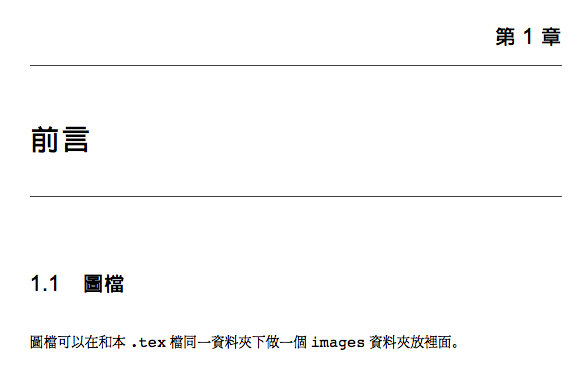 第 1 章
前言
1.1 圖檔
圖檔可以在和本 .tex 檔同一資料夾下做一個 images 資料夾放裡面。